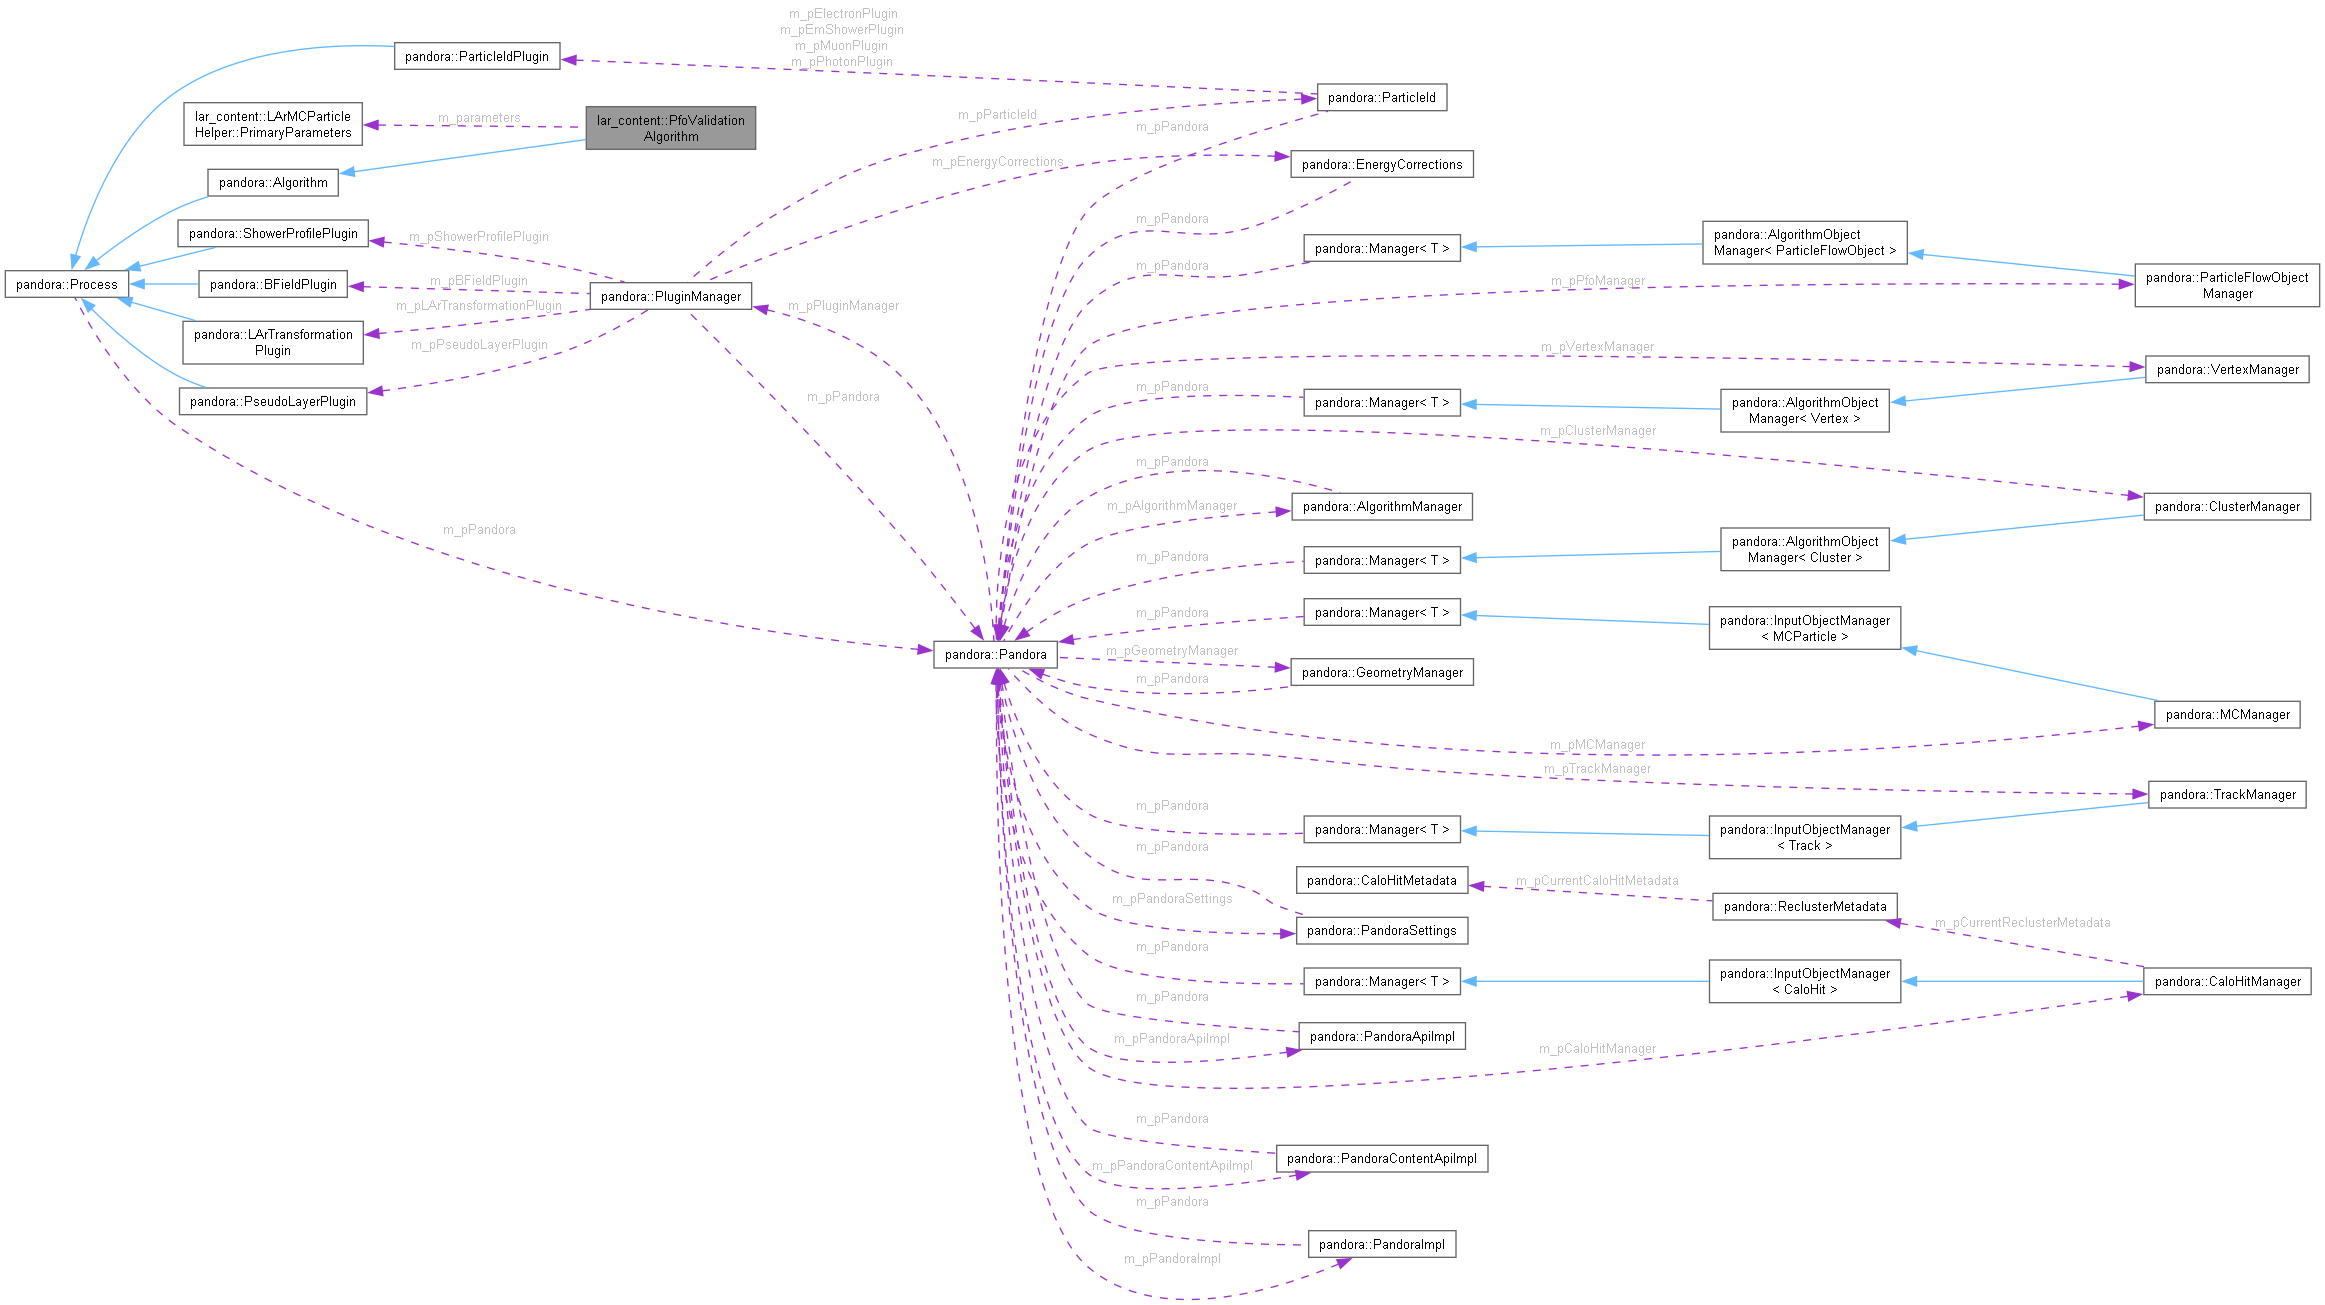 m_pElectronPlugin
m_pEmShowerPlugin
m_pMuonPlugin
m_pPhotonPlugin
pandora::ParticleIdPlugin
pandora::ParticleId
lar_content::LArMCParticle
Helper::PrimaryParameters
m_parameters
lar_content::PfoValidation
Algorithm
m_pParticleId
m_pPandora
m_pEnergyCorrections
pandora::EnergyCorrections
pandora::Algorithm
m_pPandora
pandora::ShowerProfilePlugin
m_pShowerProfilePlugin
pandora::Manager< T >
pandora::AlgorithmObject
Manager< ParticleFlowObject >
m_pPandora
pandora::Process
pandora::BFieldPlugin
m_pBFieldPlugin
pandora::PluginManager
m_pPfoManager
pandora::ParticleFlowObject
Manager
m_pLArTransformationPlugin
m_pPluginManager
pandora::LArTransformation
Plugin
m_pPseudoLayerPlugin
m_pVertexManager
pandora::VertexManager
pandora::PseudoLayerPlugin
m_pPandora
m_pPandora
pandora::Manager< T >
pandora::AlgorithmObject
Manager< Vertex >
m_pClusterManager
m_pPandora
m_pAlgorithmManager
pandora::AlgorithmManager
pandora::ClusterManager
m_pPandora
m_pPandora
pandora::Manager< T >
pandora::AlgorithmObject
Manager< Cluster >
m_pPandora
pandora::Manager< T >
pandora::InputObjectManager
< MCParticle >
pandora::Pandora
m_pGeometryManager
m_pPandora
pandora::GeometryManager
pandora::MCManager
m_pMCManager
m_pTrackManager
pandora::TrackManager
m_pPandora
pandora::Manager< T >
pandora::InputObjectManager
< Track >
m_pPandora
pandora::CaloHitMetadata
m_pCurrentCaloHitMetadata
pandora::ReclusterMetadata
m_pPandoraSettings
pandora::PandoraSettings
m_pCurrentReclusterMetadata
m_pPandora
pandora::Manager< T >
pandora::InputObjectManager
< CaloHit >
pandora::CaloHitManager
m_pPandora
m_pPandoraApiImpl
pandora::PandoraApiImpl
m_pCaloHitManager
m_pPandora
m_pPandoraContentApiImpl
pandora::PandoraContentApiImpl
m_pPandora
pandora::PandoraImpl
m_pPandoraImpl